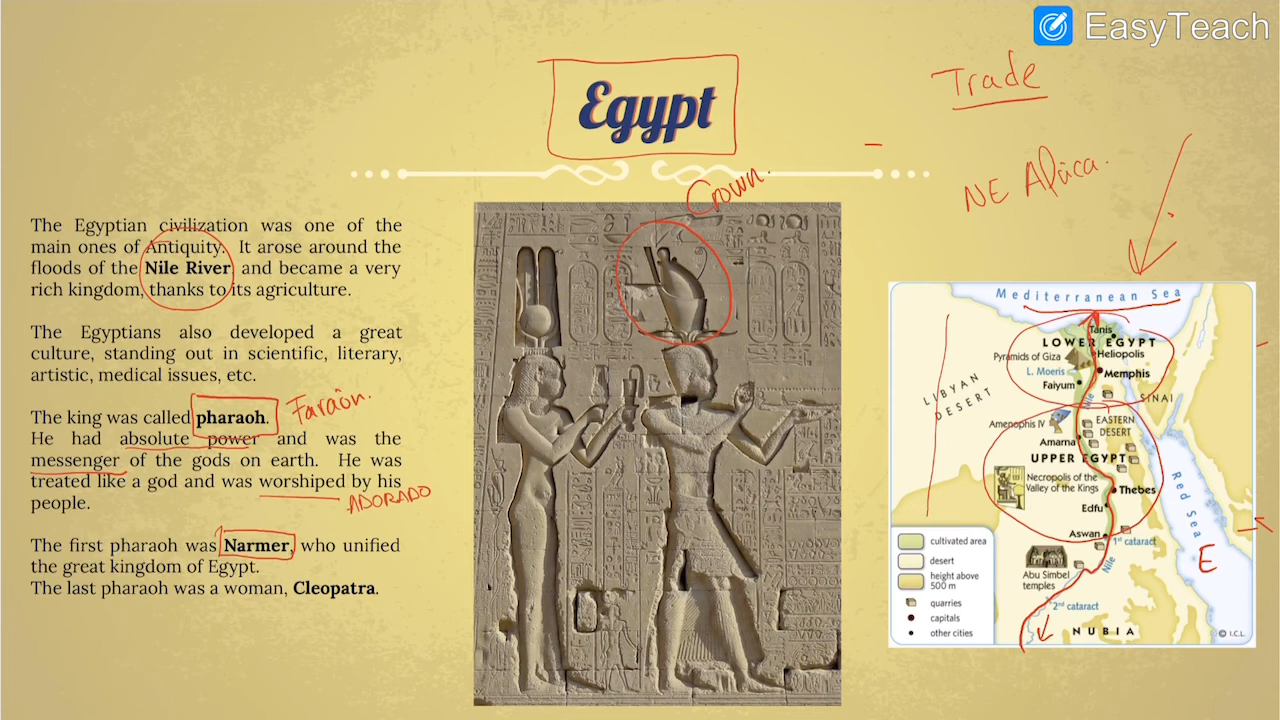 EasyTeach
Egypt
Trade
NE Africa.
Crown.
The Egyptian civilization was one of the
main ones of Antiquity. It arose around the
floods of the Nile River and became a very
rich kingdom, thanks to its agriculture.
The Egyptians also developed a great
culture, standing out in scientific, literary,
artistic, medical issues, etc.
The king was called pharaoh.
Faraón.
He had absolute power and was the
messenger of the gods on earth. He was
treated like a god and was worshiped by his
people.
ADORADO
The first pharaoh was Narmer, who unified
the great kingdom of Egypt.
The last pharaoh was a woman, Cleopatra.
Mediterranean Sea
Tanis
LOWER EGYPT
Pyramids of Giza
Heliopolis
L. Moeris
Memphis
Faiyum
Nile
SINAI
LIBYAN
DESERT
Amenophis IV
EASTERN
DESERT
Amarna
UPPER EGYPT
Necropolis of the
Valley of the Kings
Thebes
Edfu
Red Sea
Aswan
1st cataract
E
Abu Simbel
temples
Nile
2nd cataract
NUBIA
cultivated area
desert
height above
500 m
quarries
capitals
other cities
© I.C.L.